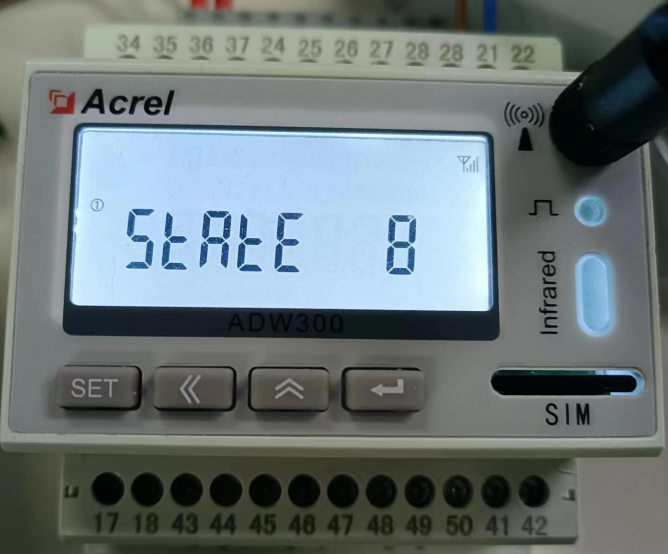 34 35 36 37 24 25 26 27 28 28 21 22
Acrel
①
StAtE 8
ADW300
Infrared
SET
SIM
17 18 43 44 45 46 47 48 49 50 41 42